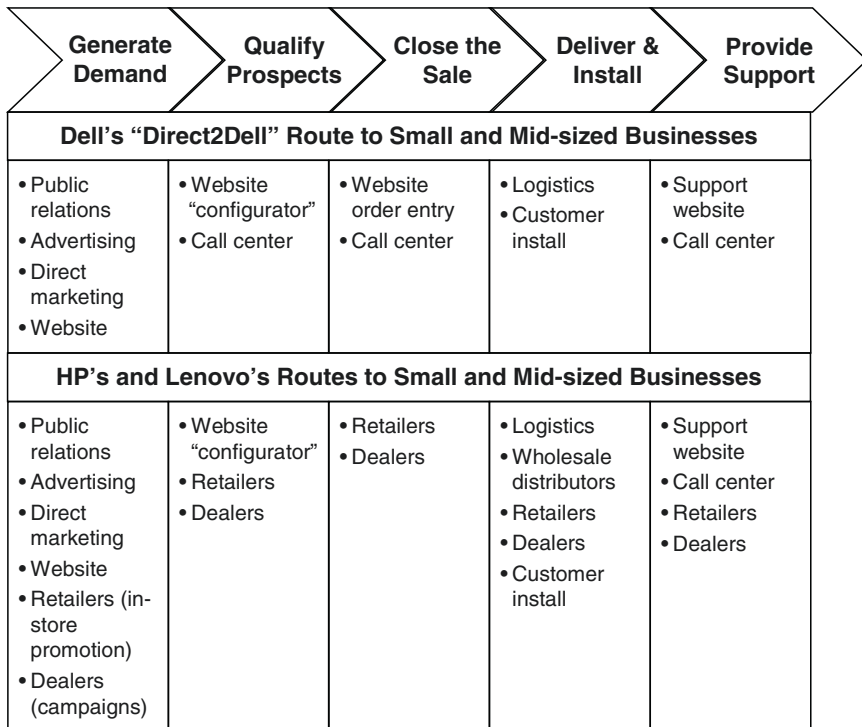 Generate
Demand
Qualify
Prospects
Close the
Sale
Deliver &
Install
Provide
Support
Dell’s “Direct2Dell” Route to Small and Mid-sized Businesses
• Public
relations
• Advertising
• Direct
marketing
• Website
• Website
“configurator”
• Call center
• Website
order entry
• Call center
• Logistics
• Customer
install
• Support
website
• Call center
HP’s and Lenovo’s Routes to Small and Mid-sized Businesses
• Public
relations
• Advertising
• Direct
marketing
• Website
• Retailers (in-
store
promotion)
• Dealers
(campaigns)
• Website
“configurator”
• Retailers
• Dealers
• Retailers
• Dealers
• Logistics
• Wholesale
distributors
• Retailers
• Dealers
• Customer
install
• Support
website
• Call center
• Retailers
• Dealers